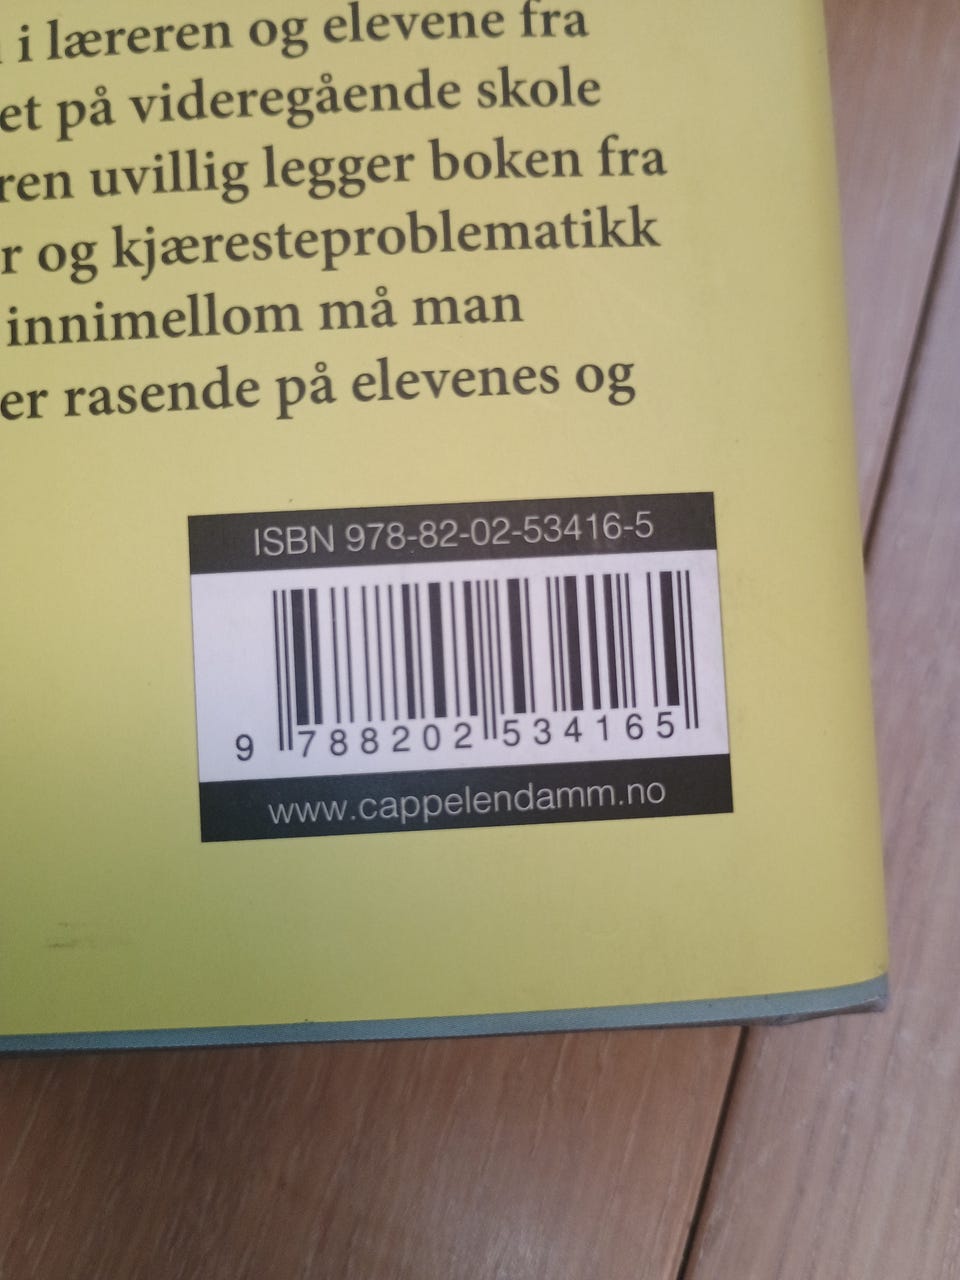 i læreren og elevene fra
et på videregående skole
ren uvillig legger boken fra
r og kjæresteproblematikk
innimellom må man
er rasende på elevenes og
ISBN 978-82-02-53416-5
9 788202 534165
www.cappelendamm.no